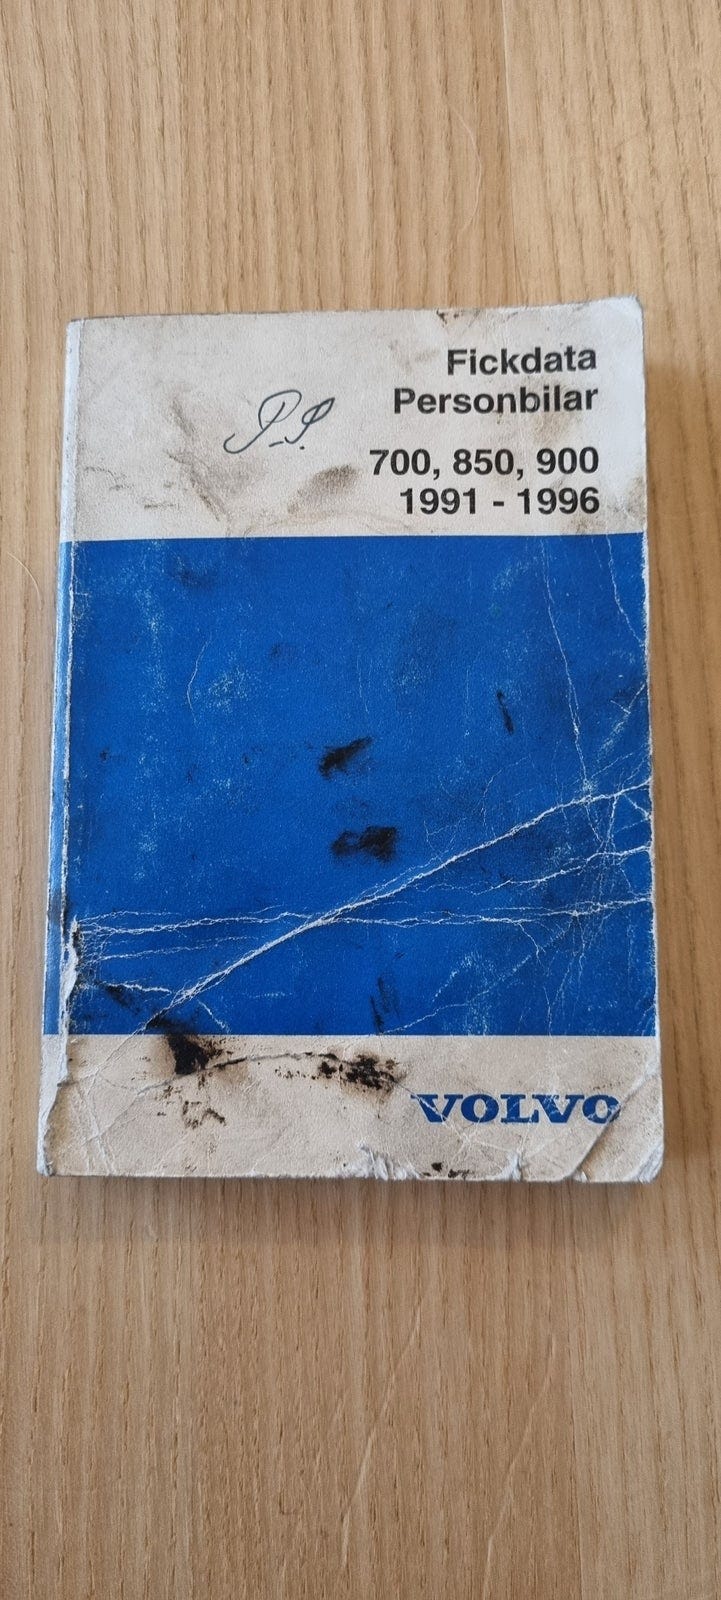 Fickdata
Personbilar
700, 850, 900
1991 - 1996
VOLVO